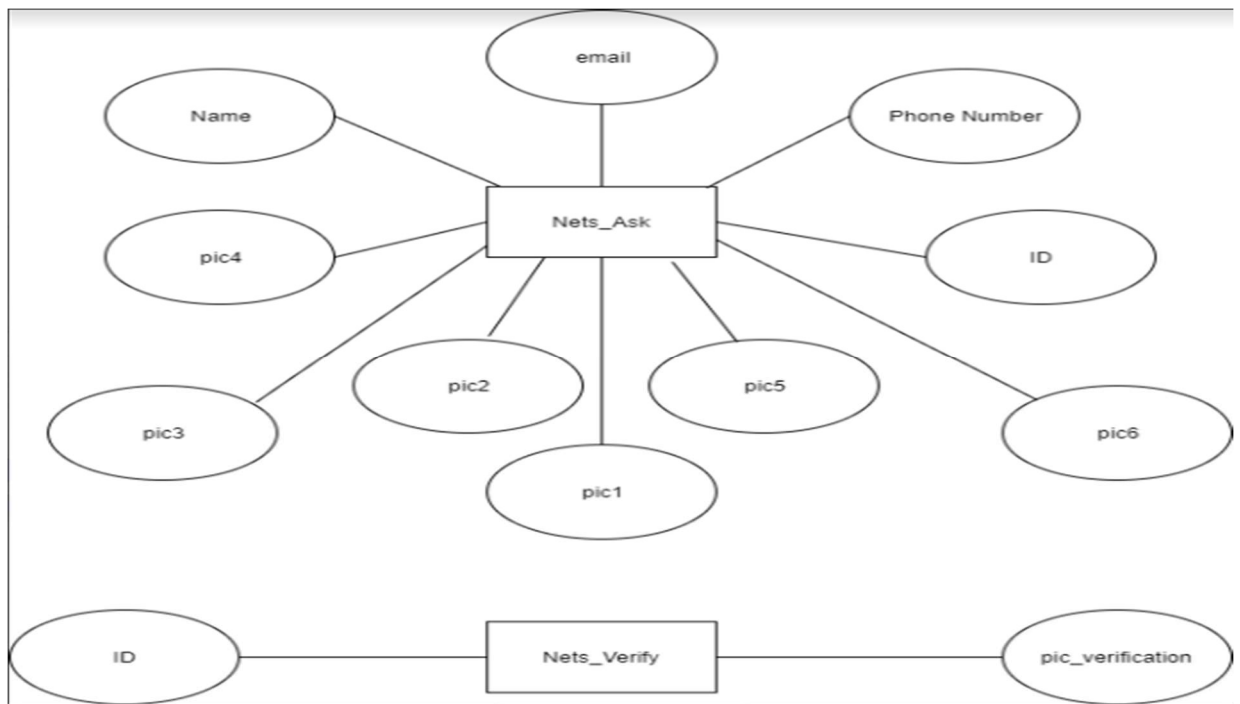 email
Name
Phone Number
Nets_Ask
pic4
ID
pic2
pic5
pic3
pic6
pic1
ID
Nets_Verify
pic_verification